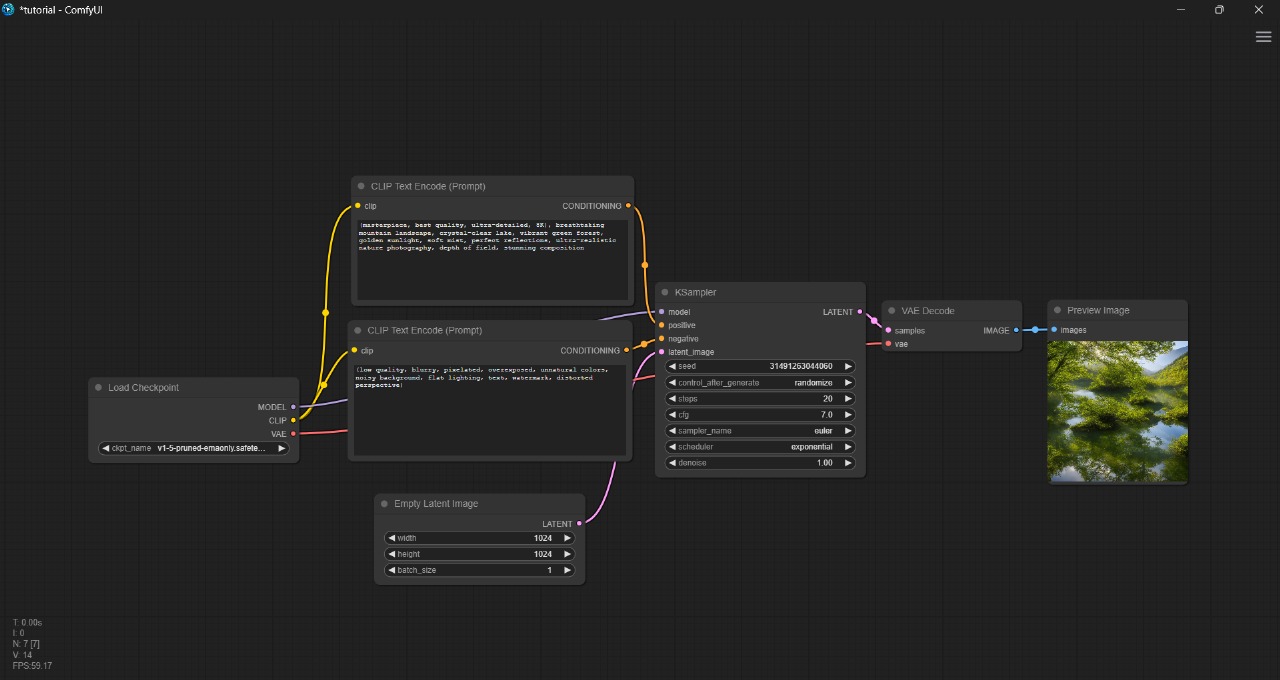 *tutorial - ComfyUI
CLIP Text Encode (Prompt)
clip
CONDITIONING
(masterpiece, best quality, ultra-detailed, 8K), breathtaking
mountain landscape, crystal-clear lake, vibrant green forest,
golden sunlight, soft mist, perfect reflections, ultra-realistic
nature photography, depth of field, stunning composition
CLIP Text Encode (Prompt)
clip
CONDITIONING
(low quality, blurry, pixelated, overexposed, unnatural colors,
noisy background, flat lighting, text, watermark, distorted
perspective)
Load Checkpoint
MODEL
CLIP
VAE
ckpt_name v1-5-pruned-emaonly.safete...
Empty Latent Image
LATENT
width 1024
height 1024
batch_size 1
KSampler
model LATENT
positive
negative
latent_image
seed 31491263044060
control_after_generate randomize
steps 20
cfg 7.0
sampler_name euler
scheduler exponential
denoise 1.00
VAE Decode
samples IMAGE
vae
Preview Image
images
T: 0.00s
I: 0
N: 7 [7]
V: 14
FPS:59.17